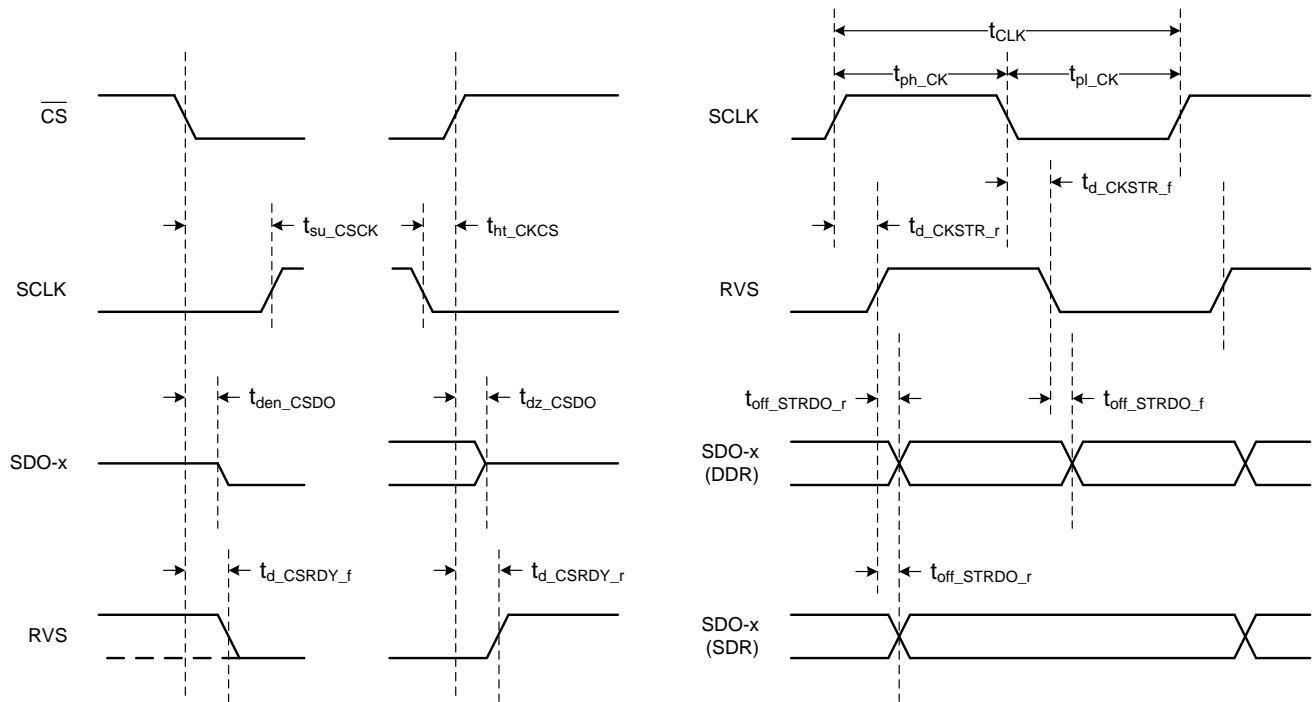 CS
t_su_CSCK
t_ht_CKCS
SCLK
t_den_CSDO
t_dz_CSDO
SDO-x
t_d_CSRDY_f
t_d_CSRDY_r
RVS
t_CLK
t_ph_CK
t_pl_CK
SCLK
t_d_CKSTR_f
t_d_CKSTR_r
RVS
t_off_STRDO_r
t_off_STRDO_f
SDO-x
(DDR)
t_off_STRDO_r
SDO-x
(SDR)